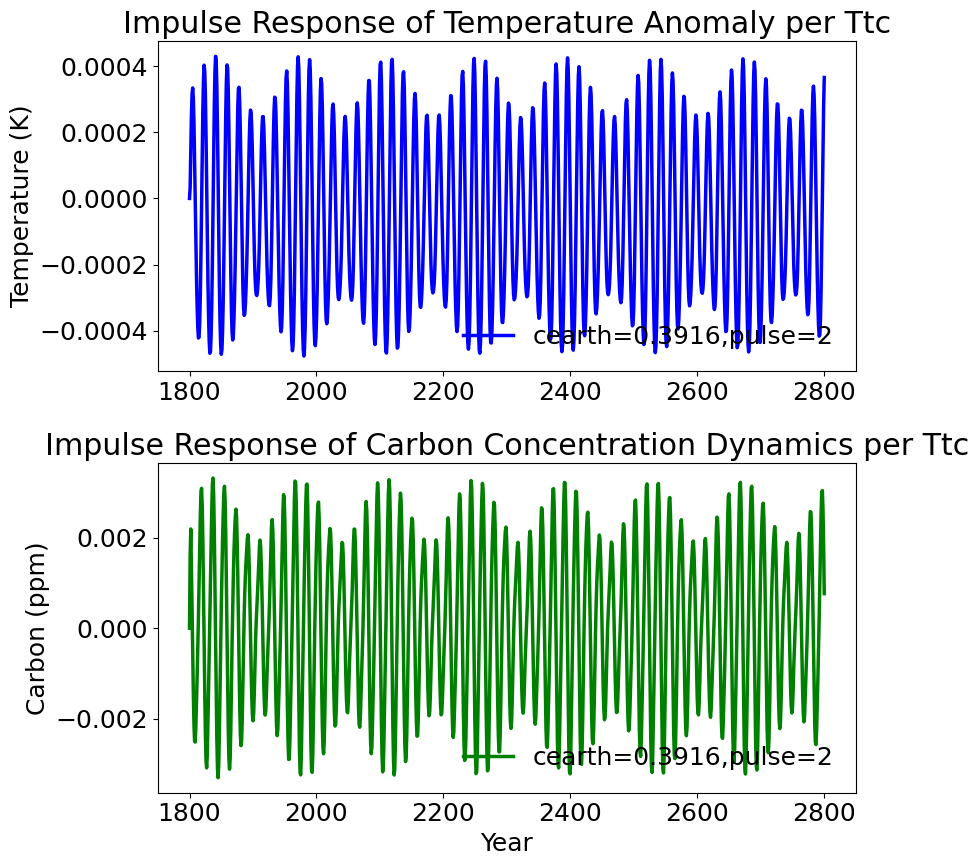 Impulse Response of Temperature Anomaly per Ttc
Temperature (K)
0.0004
0.0002
0.0000
−0.0002
−0.0004
cearth=0.3916,pulse=2
1800 2000 2200 2400 2600 2800
Impulse Response of Carbon Concentration Dynamics per Ttc
Carbon (ppm)
0.002
0.000
−0.002
cearth=0.3916,pulse=2
1800 2000 2200 2400 2600 2800
Year